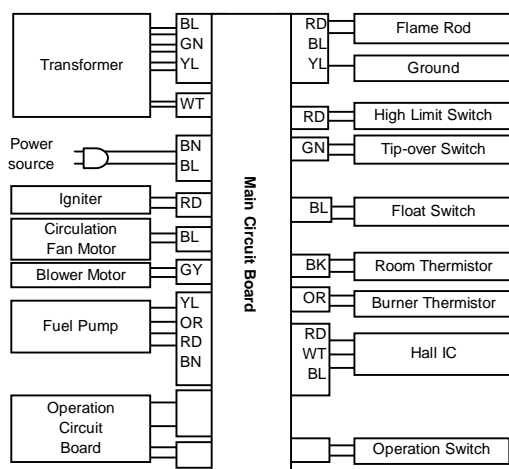 BL
GN
YL
Transformer
WT
Power
source
BN
BL
Igniter
RD
Circulation
Fan Motor
BL
Blower Motor
GY
YL
OR
RD
BN
Fuel Pump
Operation
Circuit
Board
Main Circuit Board
RD
BL
YL
Flame Rod
Ground
RD
High Limit Switch
GN
Tip-over Switch
BL
Float Switch
BK
Room Thermistor
OR
Burner Thermistor
RD
WT
BL
Hall IC
Operation Switch